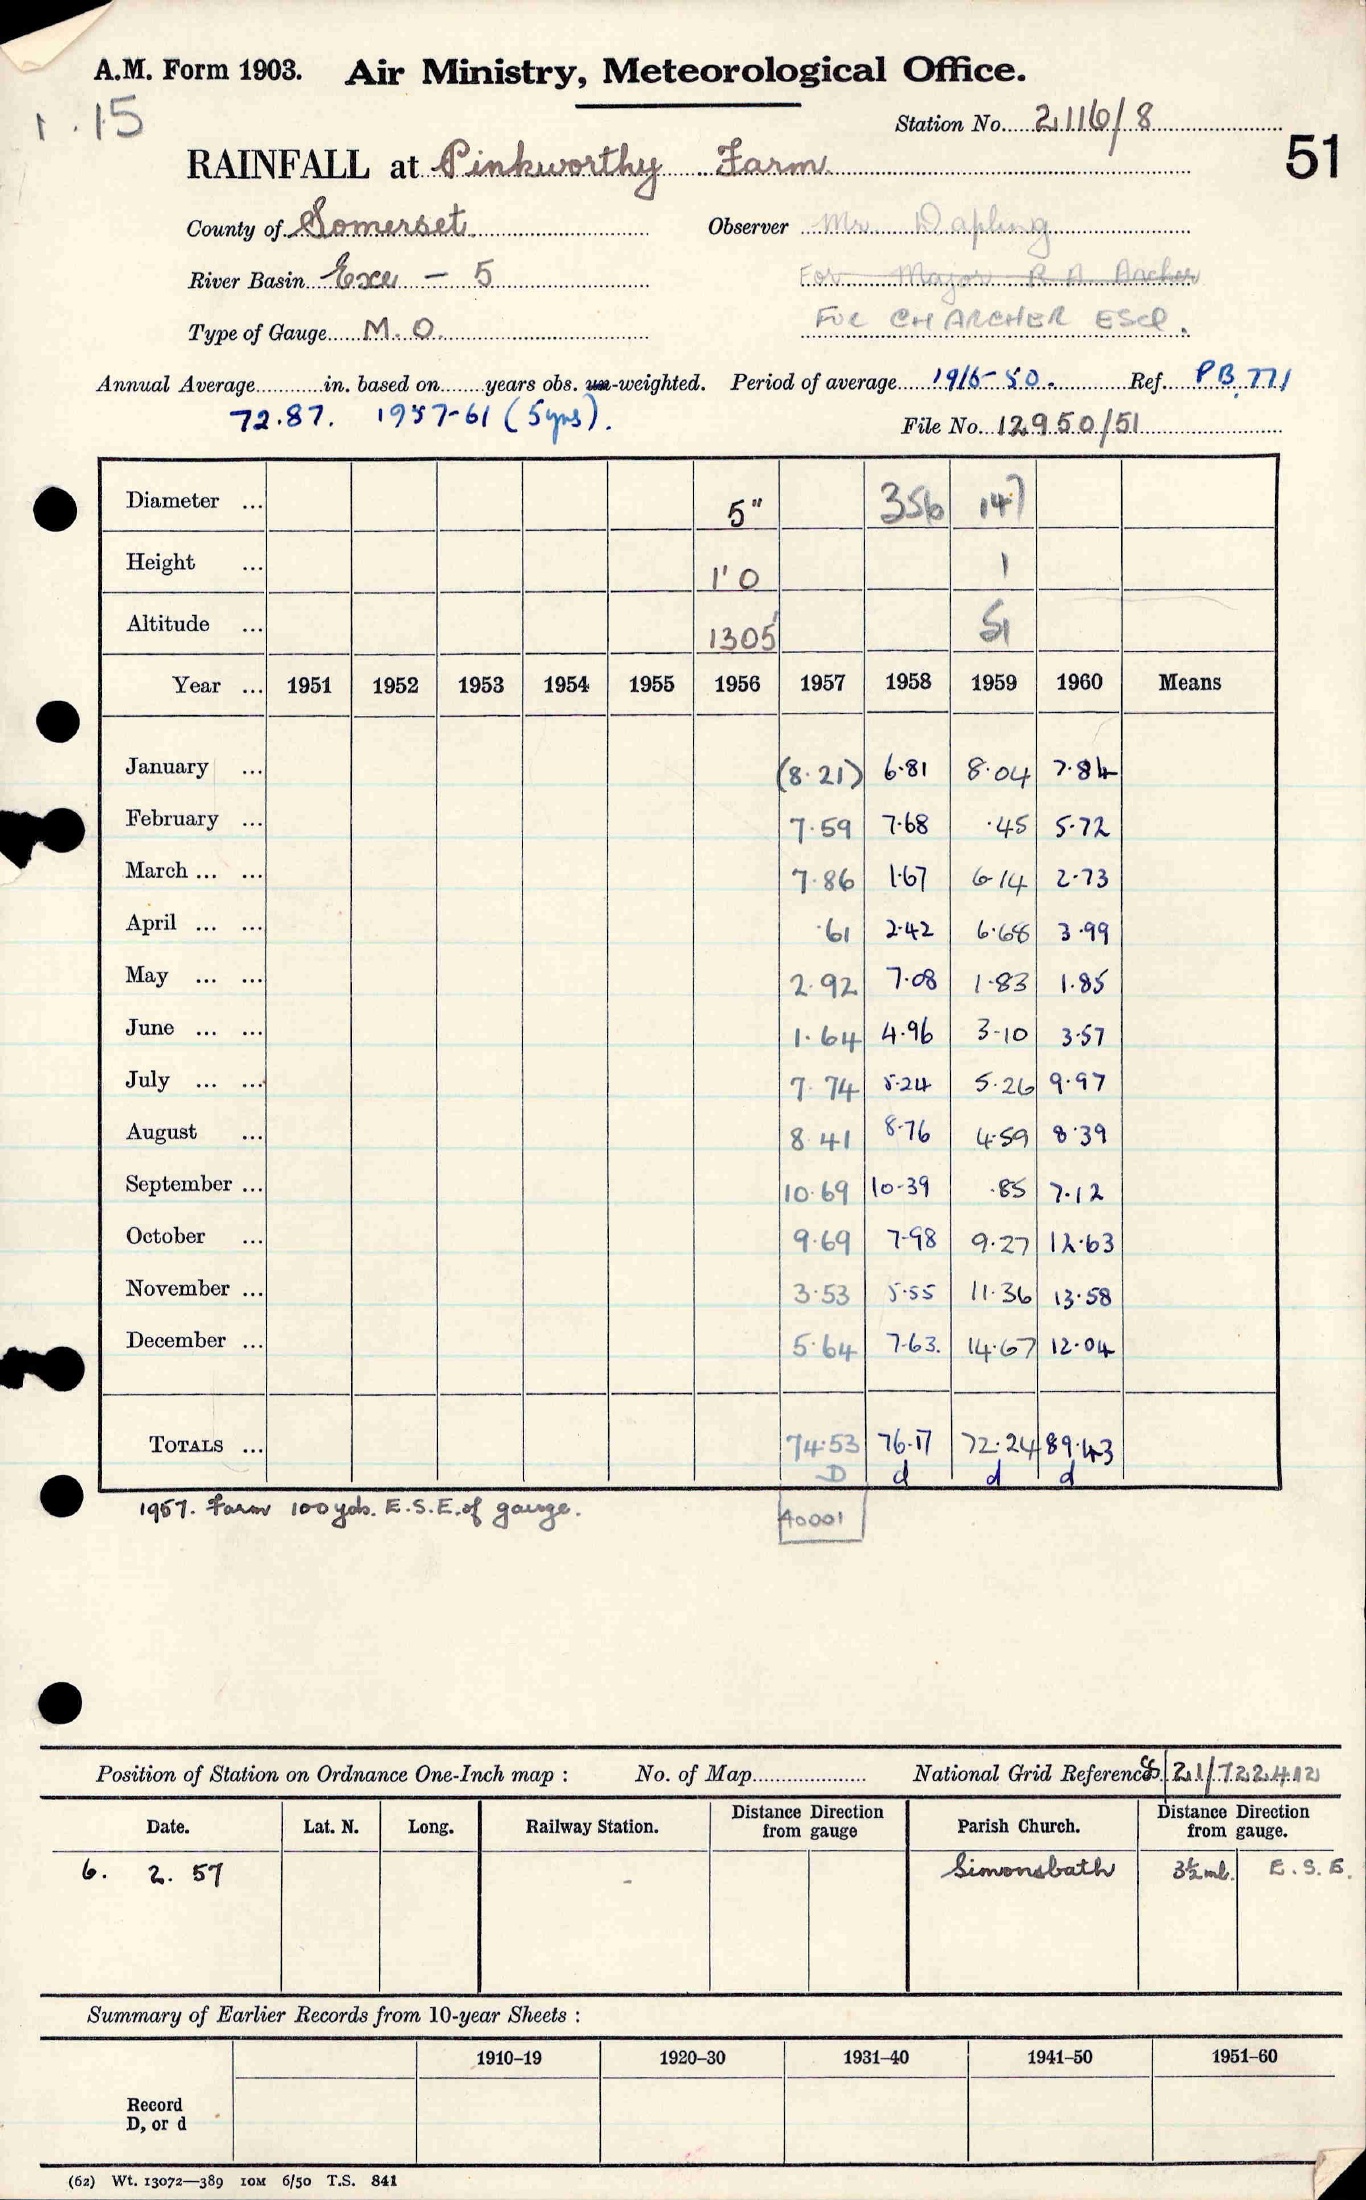 A.M. Form 1903. Air Ministry, Meteorological Office.
1.15
Station No. 2116/8
51
RAINFALL at Pinkworthy Farm.
County of Somerset Observer Mr. Dapling
River Basin Exe - 5 For Major R A Archer
Type of Gauge M.O. FOR CH ARCHER ESQ.
Annual Average in. based on years obs. un-weighted. Period of average 1916-50. Ref. PB 771
72.87. 1957-61 (5yrs).
File No. 12950/51
Diameter ... 5" 356 147
Height ... 1'0 1
Altitude ... 1305' 51
Year ... 1951 1952 1953 1954 1955 1956 1957 1958 1959 1960 Means
January ... (8.21) 6.81 8.04 7.84
February ... 7.59 7.68 .45 5.72
March ... ... 7.86 1.67 6.14 2.73
April ... ... .61 2.42 6.68 3.99
May ... ... 2.92 7.08 1.83 1.85
June ... ... 1.64 4.96 3.10 3.57
July ... ... 7.74 5.24 5.26 9.97
August ... 8.41 8.76 4.59 8.39
September ... 10.69 10.39 .85 7.12
October ... 9.69 7.98 9.27 12.63
November ... 3.53 5.55 11.36 13.58
December ... 5.64 7.63. 14.67 12.04
TOTALS ... 74.53 76.17 72.24 89.43
D d d d
1957. Farm 100 yds. E.S.E. of gauge.
A0001
Position of Station on Ordnance One-Inch map : No. of Map National Grid Reference SS 21/722412
Date. Lat. N. Long. Railway Station. Distance Direction from gauge Parish Church. Distance Direction from gauge.
6. 2. 57 - Simonsbath 3½ ml. E.S.E.
Summary of Earlier Records from 10-year Sheets :
1910–19 1920–30 1931–40 1941–50 1951–60
Record
D, or d
(62) Wt. 13072—389 10M 6/50 T.S. 841